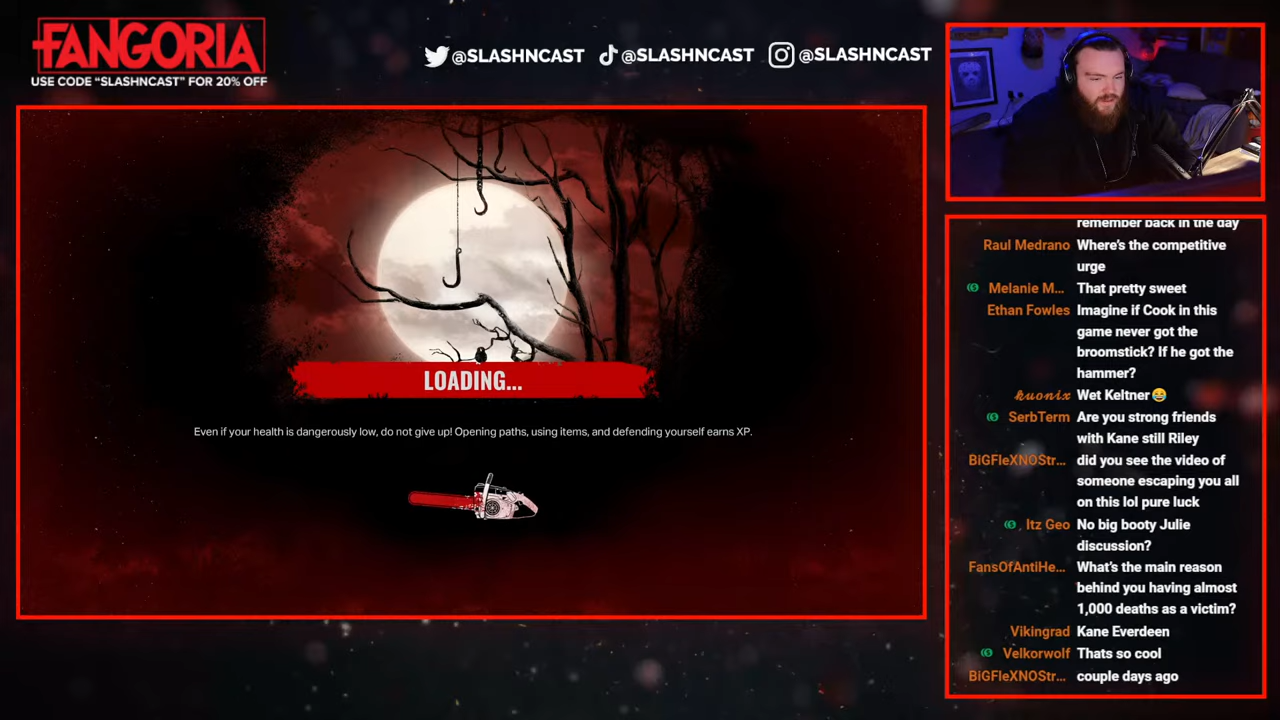 FANGORIA
USE CODE "SLASHNCAST" FOR 20% OFF
@SLASHNCAST @SLASHNCAST @SLASHNCAST
LOADING...
Even if your health is dangerously low, do not give up! Opening paths, using items, and defending yourself earns XP.
remember back in the day
Raul Medrano Where's the competitive
urge
Melanie M... That pretty sweet
Ethan Fowles Imagine if Cook in this
game never got the
broomstick? If he got the
hammer?
kuonix Wet Keltner😂
SerbTerm Are you strong friends
with Kane still Riley
BiGFleXNOStr... did you see the video of
someone escaping you all
on this lol pure luck
Itz Geo No big booty Julie
discussion?
FansOfAntiHe... What's the main reason
behind you having almost
1,000 deaths as a victim?
Vikingrad Kane Everdeen
Velkorwolf Thats so cool
BiGFleXNOStr... couple days ago